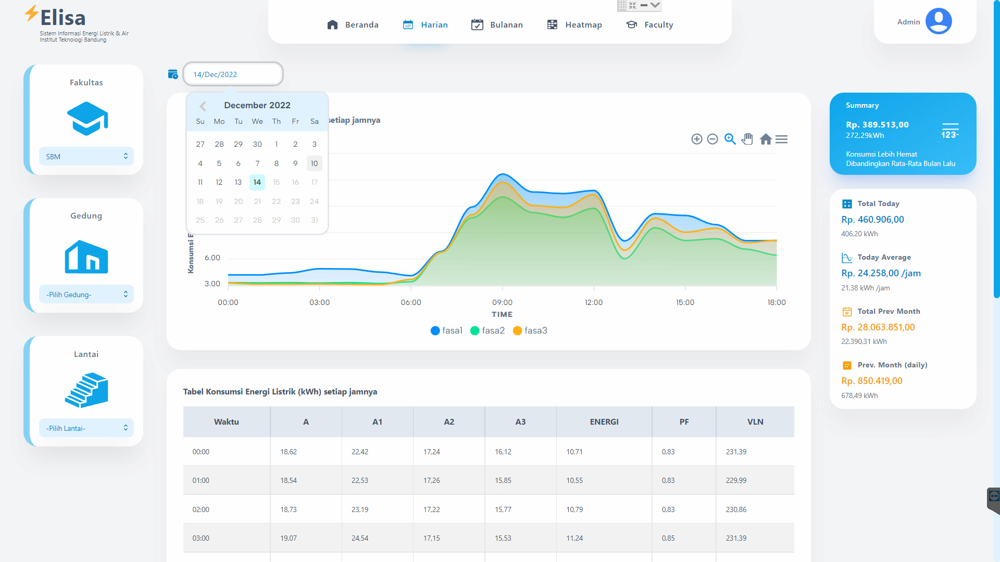 Elisa
Sistem Informasi Energi Listrik & Air
Institut Teknologi Bandung
Beranda
Harian
Bulanan
Heatmap
Faculty
Admin
Fakultas
SBM
Gedung
-Pilih Gedung-
Lantai
-Pilih Lantai-
14/Dec/2022
December 2022
Su Mo Tu We Th Fr Sa
27 28 29 30 1 2 3
4 5 6 7 8 9 10
11 12 13 14 15 16 17
18 19 20 21 22 23 24
25 26 27 28 29 30 31
setiap jamnya
Konsumsi E
6.00
3.00
00:00 03:00 06:00 09:00 12:00 15:00 18:00
TIME
fasa1 fasa2 fasa3
Tabel Konsumsi Energi Listrik (kWh) setiap jamnya
Waktu A A1 A2 A3 ENERGI PF VLN
00:00 18,62 22,42 17,24 16,12 10,71 0,83 231,39
01:00 18,54 22,53 17,26 15,85 10,55 0,83 229,99
02:00 18,73 23,19 17,22 15,77 10,79 0,83 230,86
03:00 19,07 24,54 17,15 15,53 11,24 0,85 231,39
Summary
Rp. 389.513,00
272,29kWh
123-
Konsumsi Lebih Hemat
Dibandingkan Rata-Rata Bulan Lalu
Total Today
Rp. 460.906,00
406,20 kWh
Today Average
Rp. 24.258,00 /jam
21,38 kWh /jam
Total Prev Month
Rp. 28.063.851,00
22.390,31 kWh
Prev. Month (daily)
Rp. 850.419,00
678,49 kWh